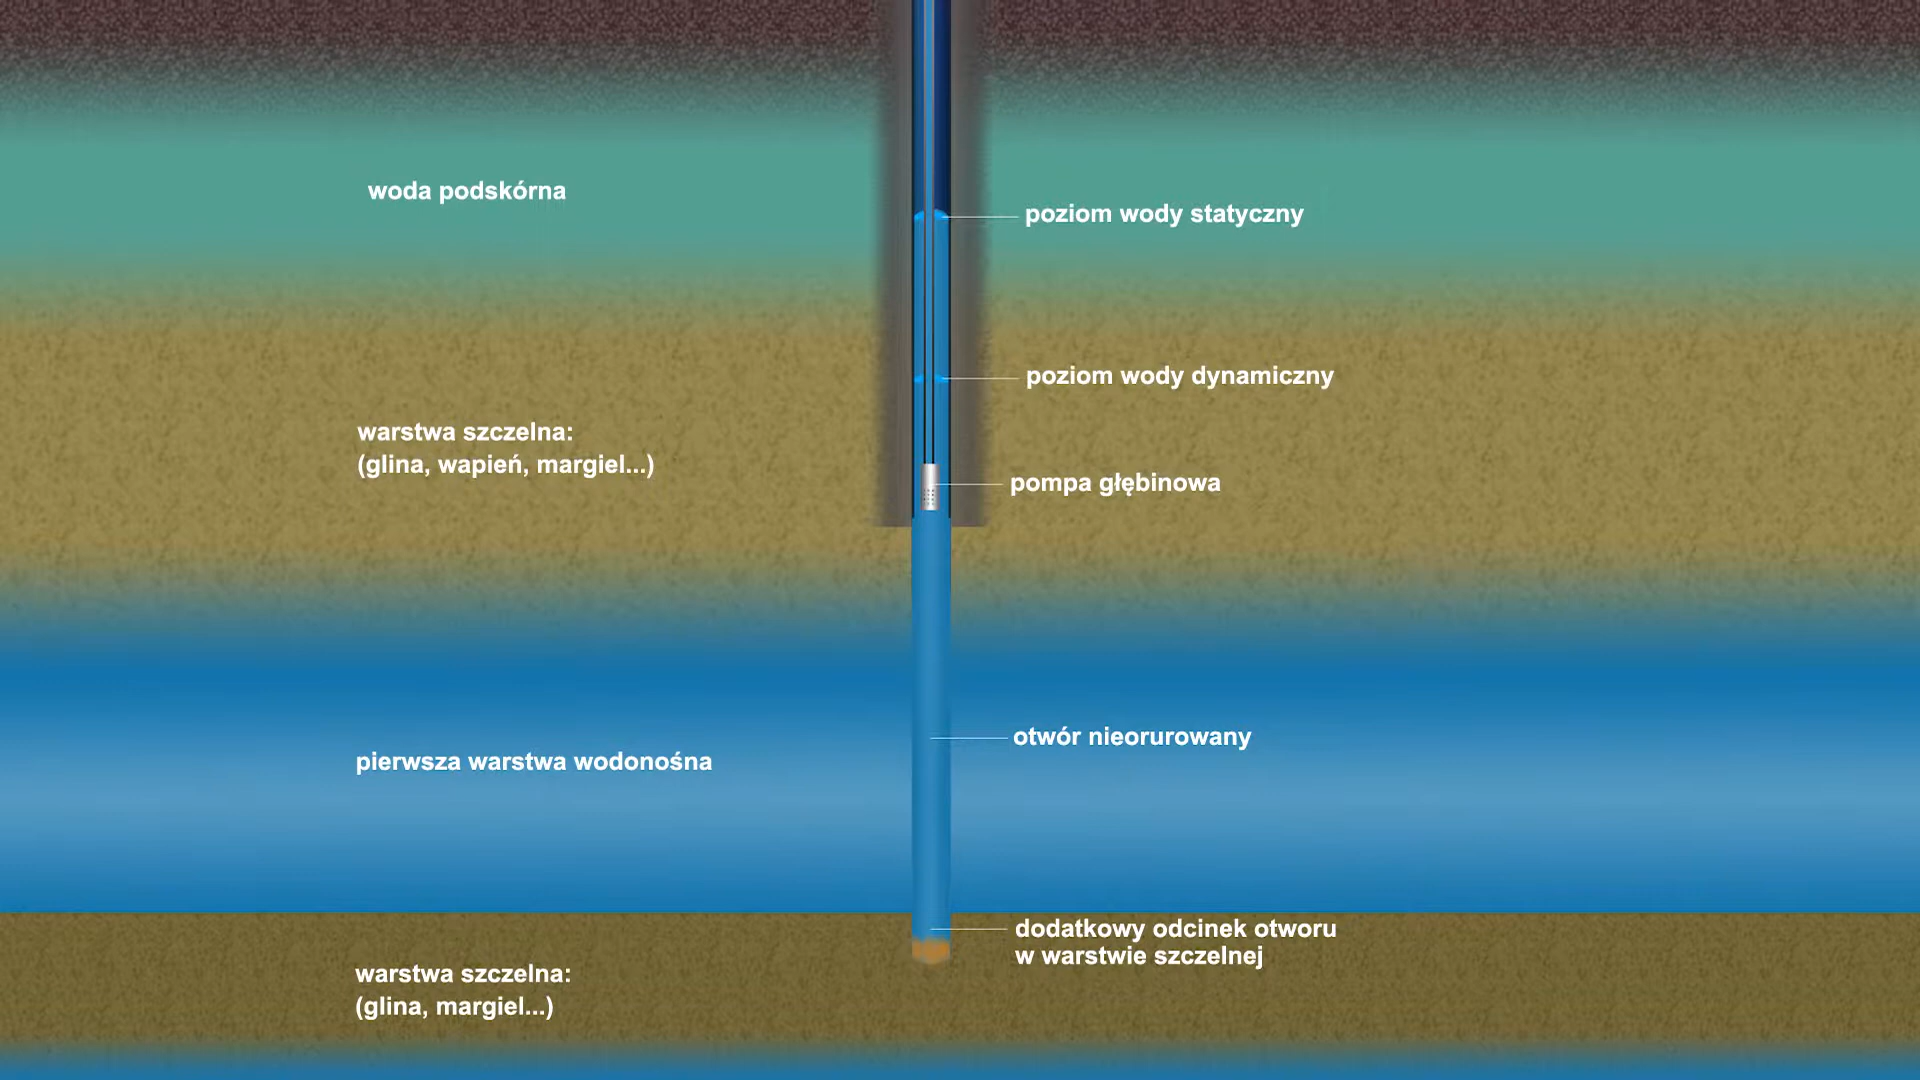 woda podskórna
poziom wody statyczny
poziom wody dynamiczny
warstwa szczelna:
(glina, wapień, margiel...)
pompa głębinowa
otwór nieorurowany
pierwsza warstwa wodonośna
dodatkowy odcinek otworu
w warstwie szczelnej
warstwa szczelna:
(glina, margiel...)